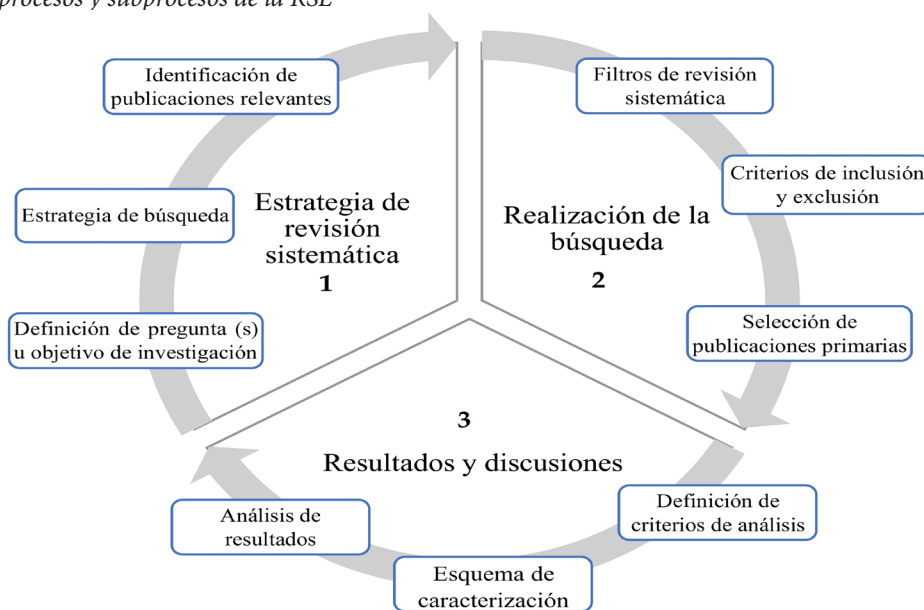 procesos y subprocesos de la RSL
Identificación de
publicaciones relevantes
Estrategia de búsqueda
Definición de pregunta (s)
u objetivo de investigación
Estrategia de
revisión
sistemática
1
Filtros de revisión
sistemática
Criterios de inclusión
y exclusión
Selección de
publicaciones primarias
Realización de la
búsqueda
2
3
Resultados y discusiones
Definición de
criterios de análisis
Esquema de
caracterización
Análisis de
resultados